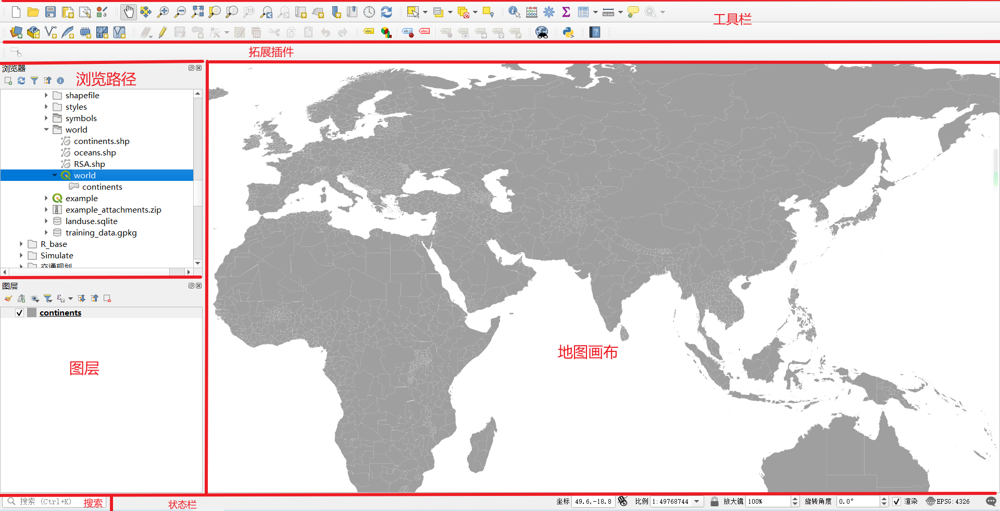 工具栏
拓展插件
浏览器
浏览路径
shapefile
styles
symbols
world
continents.shp
oceans.shp
RSA.shp
world
continents
example
example_attachments.zip
landuse.sqlite
training_data.gpkg
R_base
Simulate
交通规划
图层
continents
图层
地图画布
搜索 (Ctrl+K) 搜索
状态栏
坐标 49.6,-18.8 比例 1:49768744 放大镜 100% 旋转角度 0.0° 渲染 EPSG:4326